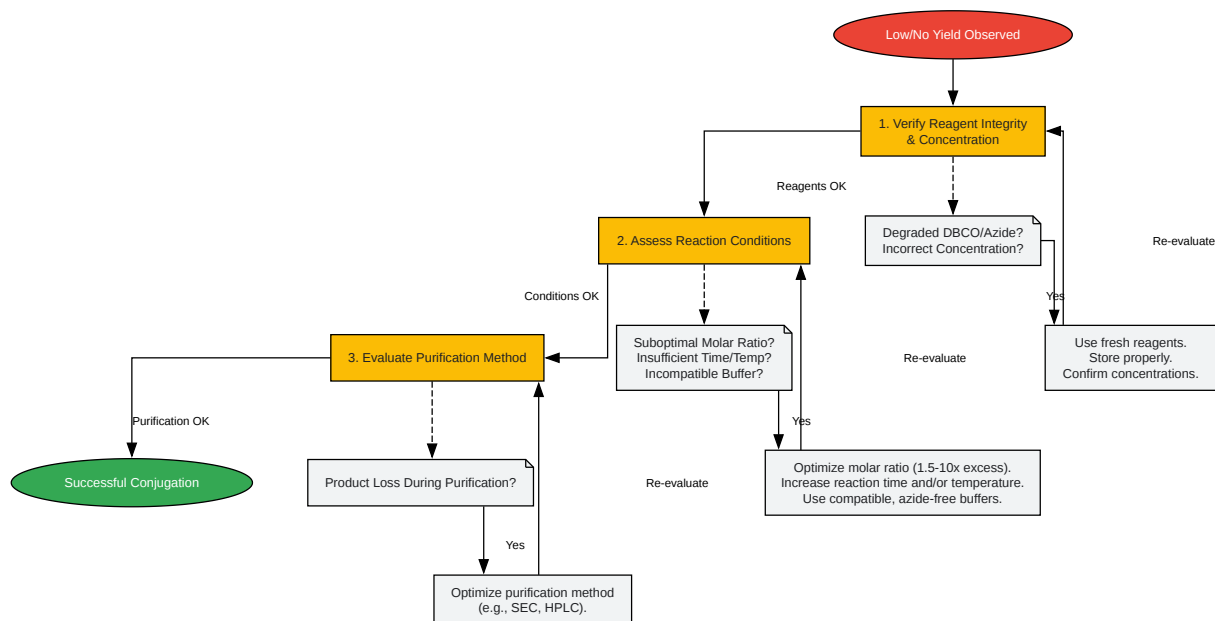 Low/No Yield Observed
1. Verify Reagent Integrity
& Concentration
Reagents OK
2. Assess Reaction Conditions
Degraded DBCO/Azide?
Incorrect Concentration?
Re-evaluate
Yes
Conditions OK
Use fresh reagents.
Store properly.
Confirm concentrations.
3. Evaluate Purification Method
Suboptimal Molar Ratio?
Insufficient Time/Temp?
Incompatible Buffer?
Re-evaluate
Yes
Purification OK
Optimize molar ratio (1.5-10x excess).
Increase reaction time and/or temperature.
Use compatible, azide-free buffers.
Successful Conjugation
Product Loss During Purification?
Re-evaluate
Yes
Optimize purification method
(e.g., SEC, HPLC).